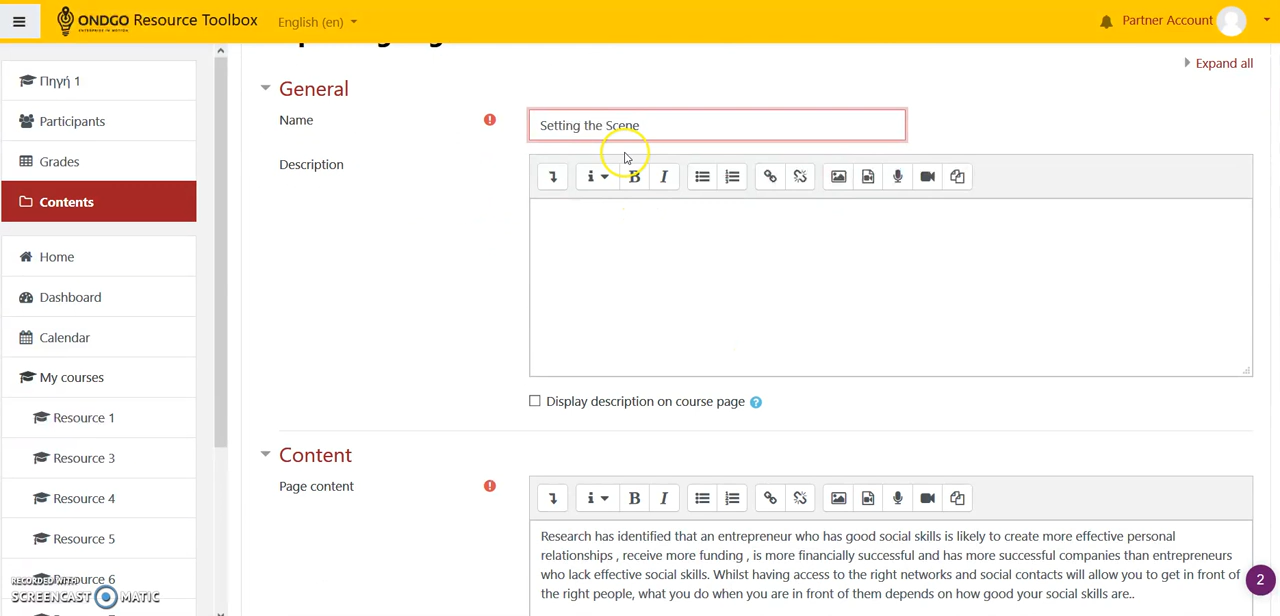 ONDGO Resource Toolbox
ENTERPRISE IN MOTION
English (en)
Partner Account
Expand all
Πηγή 1
Participants
Grades
Contents
Home
Dashboard
Calendar
My courses
Resource 1
Resource 3
Resource 4
Resource 5
Resource 6
RECORDED WITH
SCREENCAST MATIC
General
Name
Setting the Scene
Description
i B I
Display description on course page ?
Content
Page content
i B I
Research has identified that an entrepreneur who has good social skills is likely to create more effective personal
relationships , receive more funding , is more financially successful and has more successful companies than entrepreneurs
who lack effective social skills. Whilst having access to the right networks and social contacts will allow you to get in front of
the right people, what you do when you are in front of them depends on how good your social skills are..
2